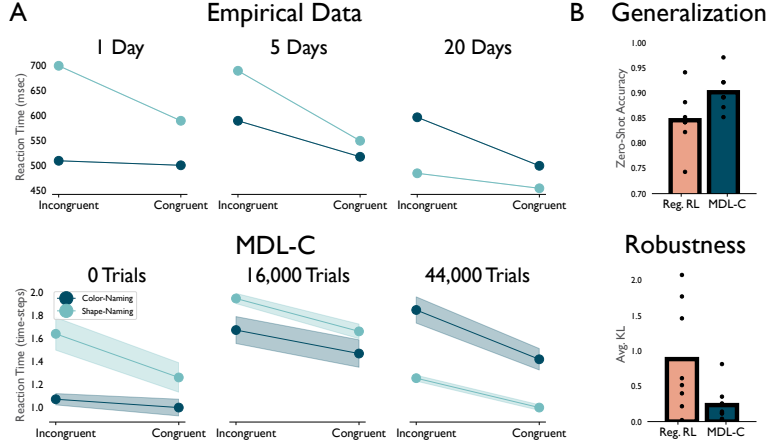 A
Empirical Data
1 Day
5 Days
20 Days
Reaction Time (msec)
700
650
600
550
500
450
Incongruent
Congruent
Incongruent
Congruent
Incongruent
Congruent
MDL-C
0 Trials
16,000 Trials
44,000 Trials
Reaction Time (time-steps)
2.0
1.8
1.6
1.4
1.2
1.0
Color-Naming
Shape-Naming
Incongruent
Congruent
Incongruent
Congruent
Incongruent
Congruent
B
Generalization
Zero-Shot Accuracy
1.00
0.95
0.90
0.85
0.80
0.75
0.70
Reg. RL
MDL-C
Robustness
Avg. KL
2.0
1.5
1.0
0.5
0.0
Reg. RL
MDL-C